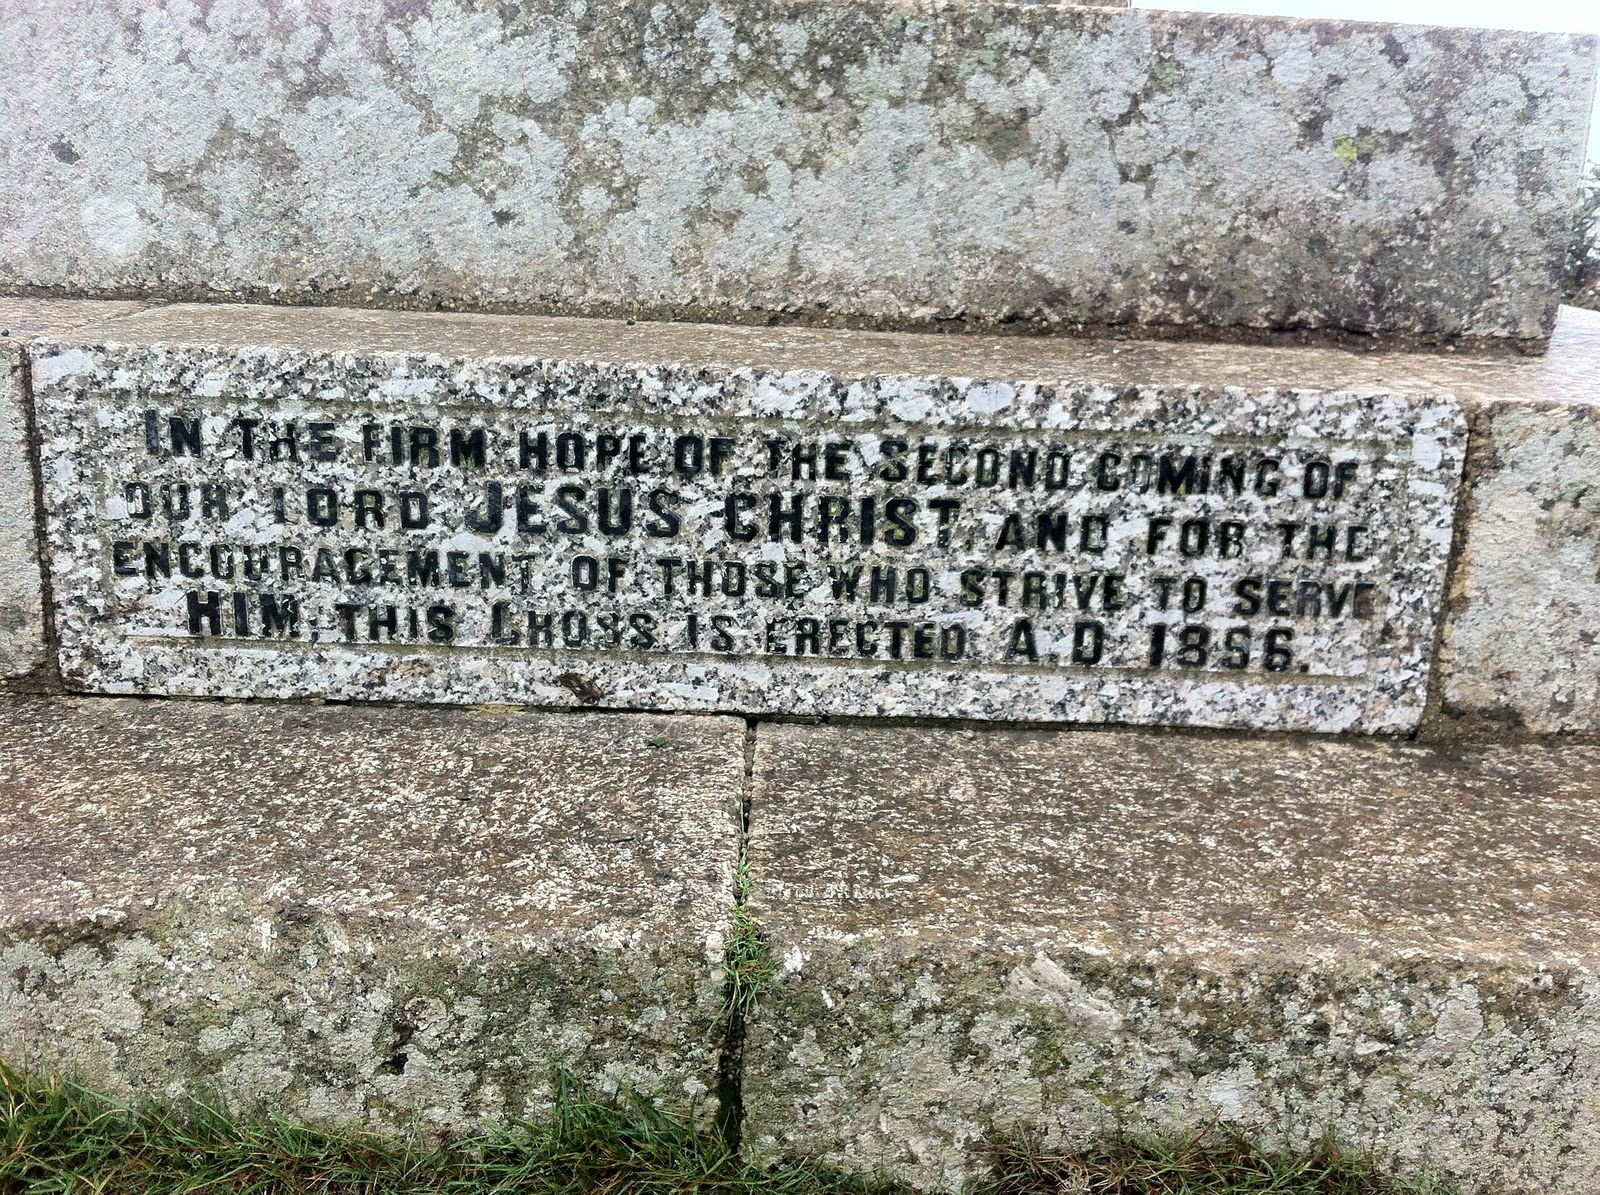 IN THE FIRM HOPE OF THE SECOND COMING OF
OUR LORD JESUS CHRIST, AND FOR THE
ENCOURAGEMENT OF THOSE WHO STRIVE TO SERVE
HIM; THIS CROSS IS ERECTED A.D 1896.